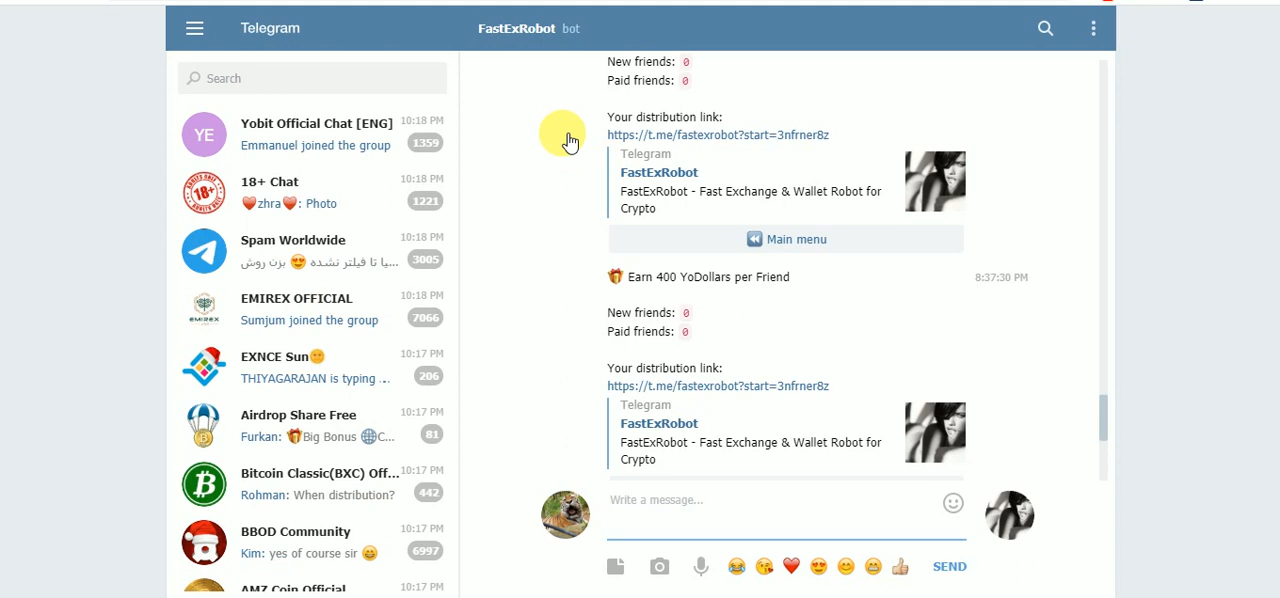 Telegram
FastExRobot bot
Search
YE
Yobit Official Chat [ENG] 10:18 PM
Emmanuel joined the group 1359
18+ Chat 10:18 PM
❤️zhra❤️: Photo 1221
Spam Worldwide 10:18 PM
...یا تا فیلتر نشده 😍 بزن روش 3005
EMIREX OFFICIAL 10:18 PM
Sumjum joined the group 7066
EXNCE Sun🌞 10:17 PM
THIYAGARAJAN is typing ... 206
Airdrop Share Free 10:17 PM
Furkan: 🎁Big Bonus 🌐C... 81
Bitcoin Classic(BXC) Off... 10:17 PM
Rohman: When distribution? 442
BBOD Community 10:17 PM
Kim: yes of course sir 😄 6997
AMZ Coin Official 10:17 PM
New friends: 0
Paid friends: 0
Your distribution link:
https://t.me/fastexrobot?start=3nfrner8z
Telegram
FastExRobot
FastExRobot - Fast Exchange & Wallet Robot for
Crypto
⏪ Main menu
🎁 Earn 400 YoDollars per Friend 8:37:30 PM
New friends: 0
Paid friends: 0
Your distribution link:
https://t.me/fastexrobot?start=3nfrner8z
Telegram
FastExRobot
FastExRobot - Fast Exchange & Wallet Robot for
Crypto
Write a message...
SEND